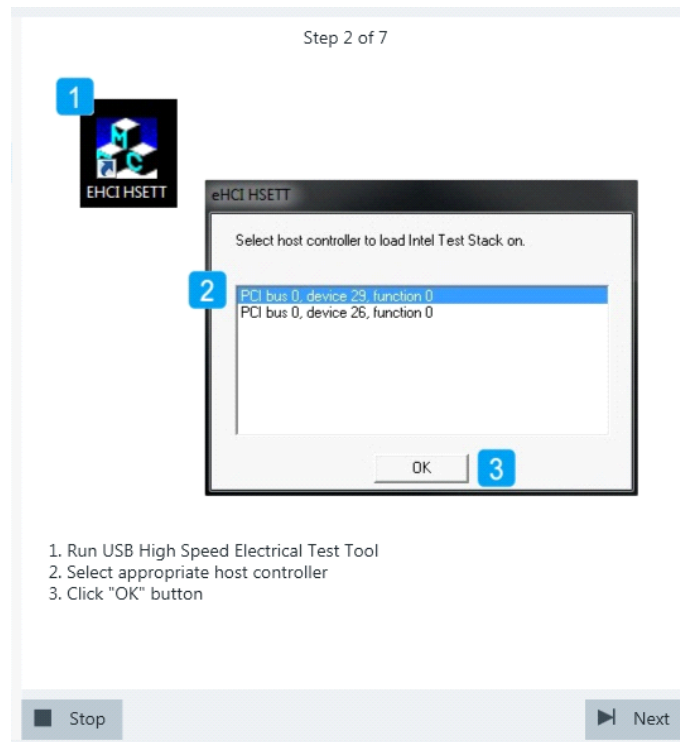 Step 2 of 7
1
EHCI HSETT
eHCI HSETT
Select host controller to load Intel Test Stack on.
2
PCI bus 0, device 29, function 0
PCI bus 0, device 26, function 0
OK
3
1. Run USB High Speed Electrical Test Tool
2. Select appropriate host controller
3. Click "OK" button
Stop
Next